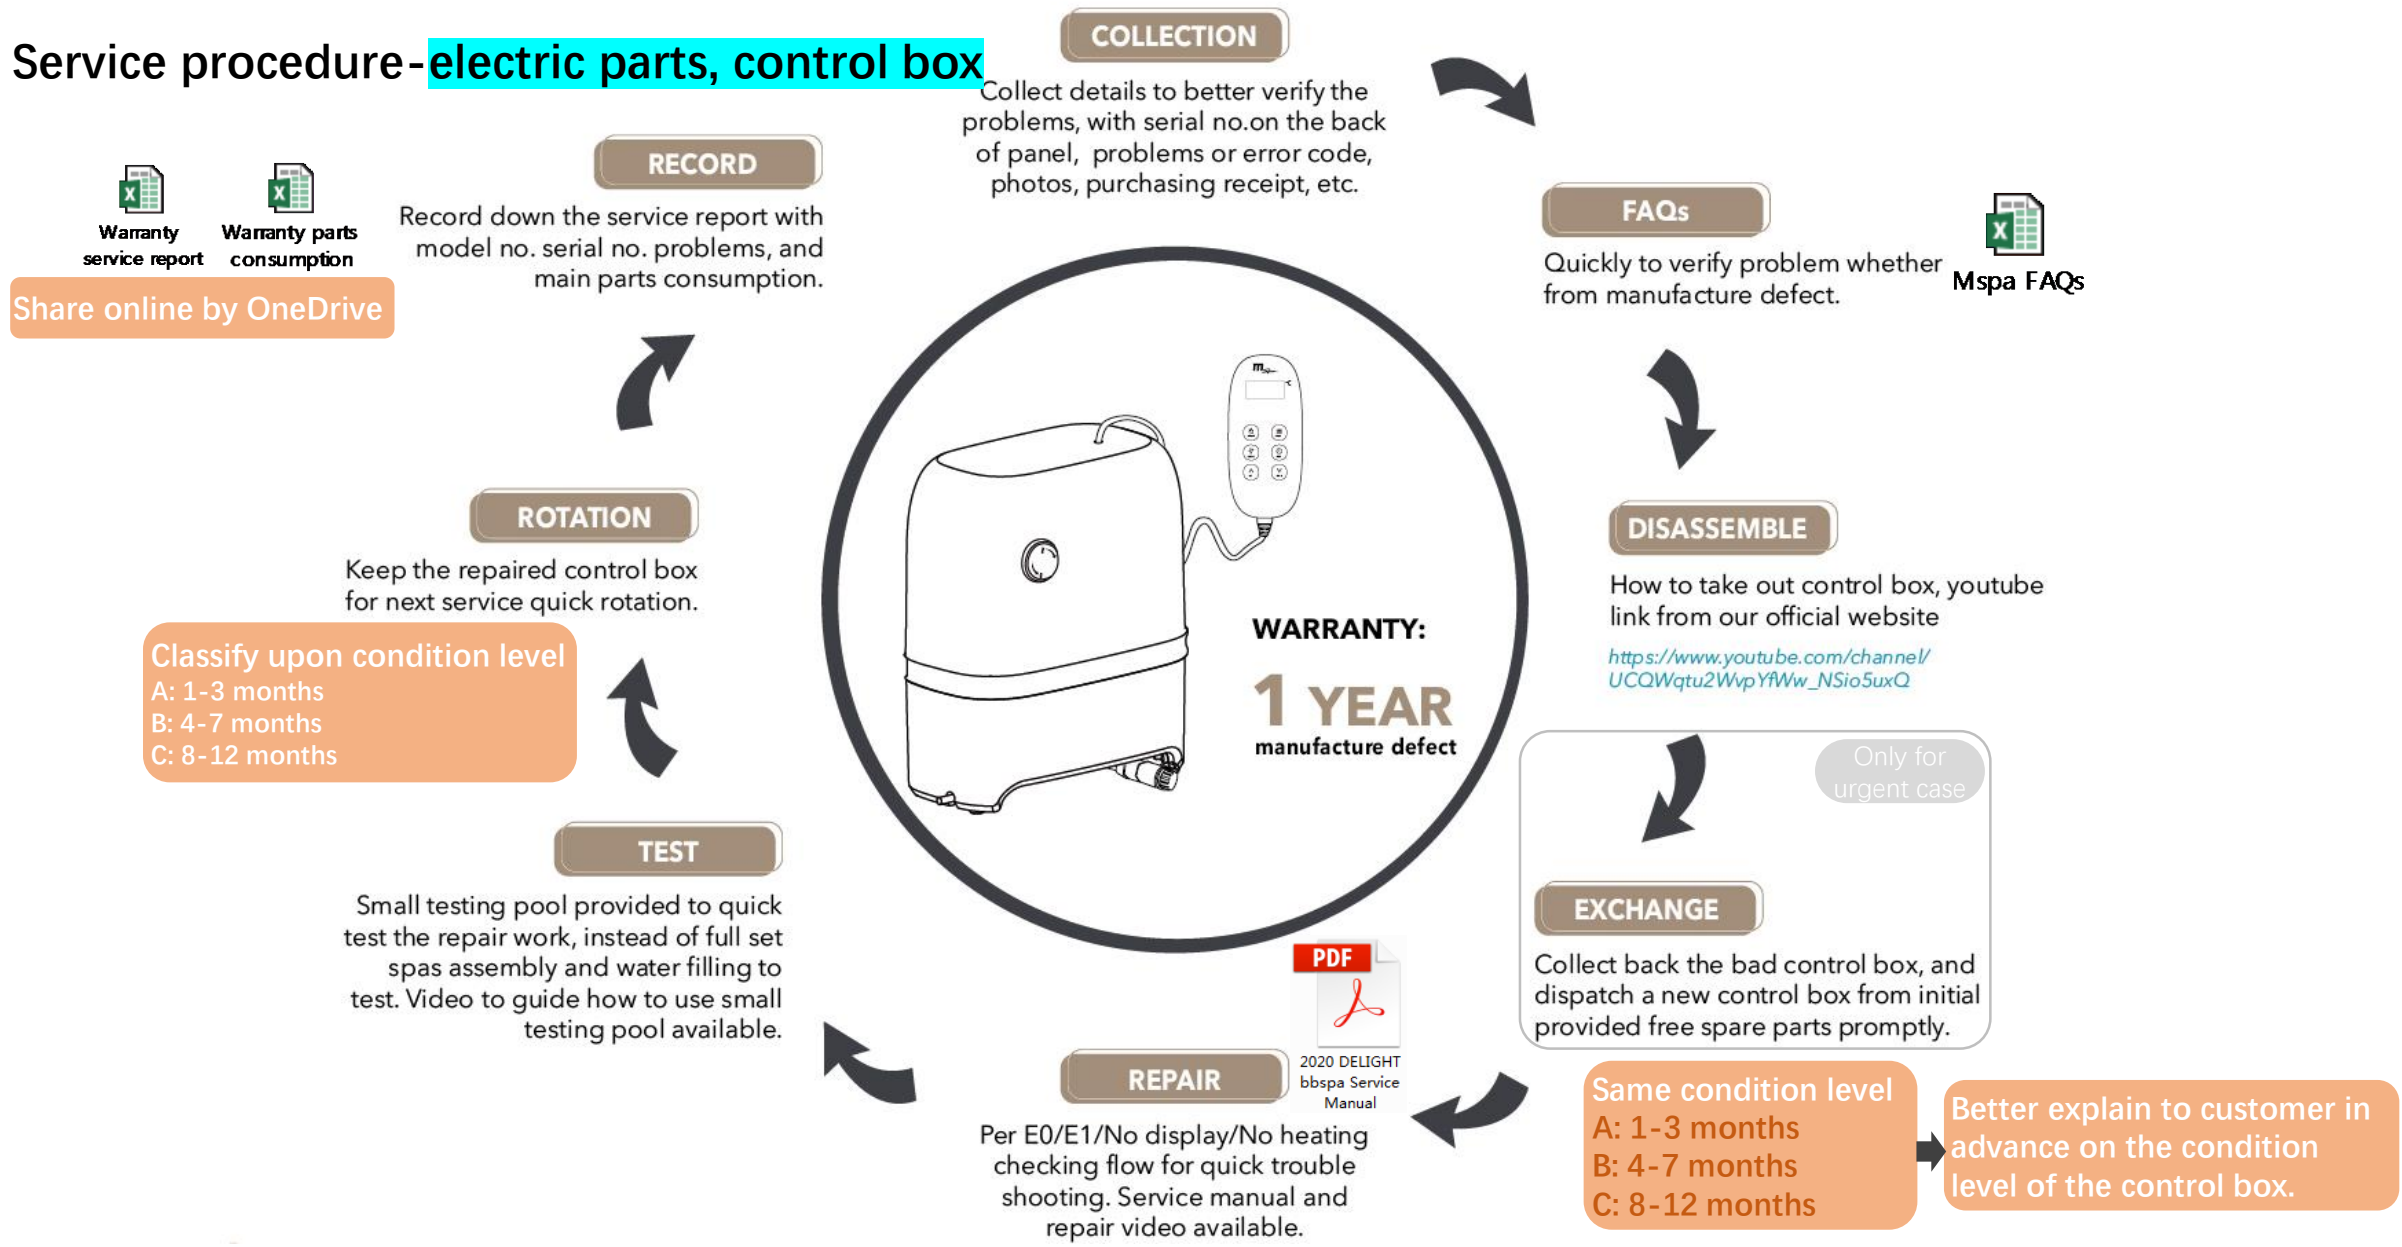 Service procedure-electric parts, control box
COLLECTION
Collect details to better verify the
problems, with serial no.on the back
of panel, problems or error code,
photos, purchasing receipt, etc.
FAQs
Quickly to verify problem whether
from manufacture defect.
Mspa FAQs
DISASSEMBLE
How to take out control box, youtube
link from our official website
https://www.youtube.com/channel/
UCQWqtu2WvpYfWw_NSio5uxQ
Only for
urgent case
EXCHANGE
Collect back the bad control box, and
dispatch a new control box from initial
provided free spare parts promptly.
Same condition level
A: 1-3 months
B: 4-7 months
C: 8-12 months
Better explain to customer in
advance on the condition
level of the control box.
PDF
2020 DELIGHT
bbspa Service
Manual
REPAIR
Per E0/E1/No display/No heating
checking flow for quick trouble
shooting. Service manual and
repair video available.
TEST
Small testing pool provided to quick
test the repair work, instead of full set
spas assembly and water filling to
test. Video to guide how to use small
testing pool available.
ROTATION
Keep the repaired control box
for next service quick rotation.
Classify upon condition level
A: 1-3 months
B: 4-7 months
C: 8-12 months
RECORD
Record down the service report with
model no. serial no. problems, and
main parts consumption.
Warranty
service report
Warranty parts
consumption
Share online by OneDrive
WARRANTY:
1 YEAR
manufacture defect